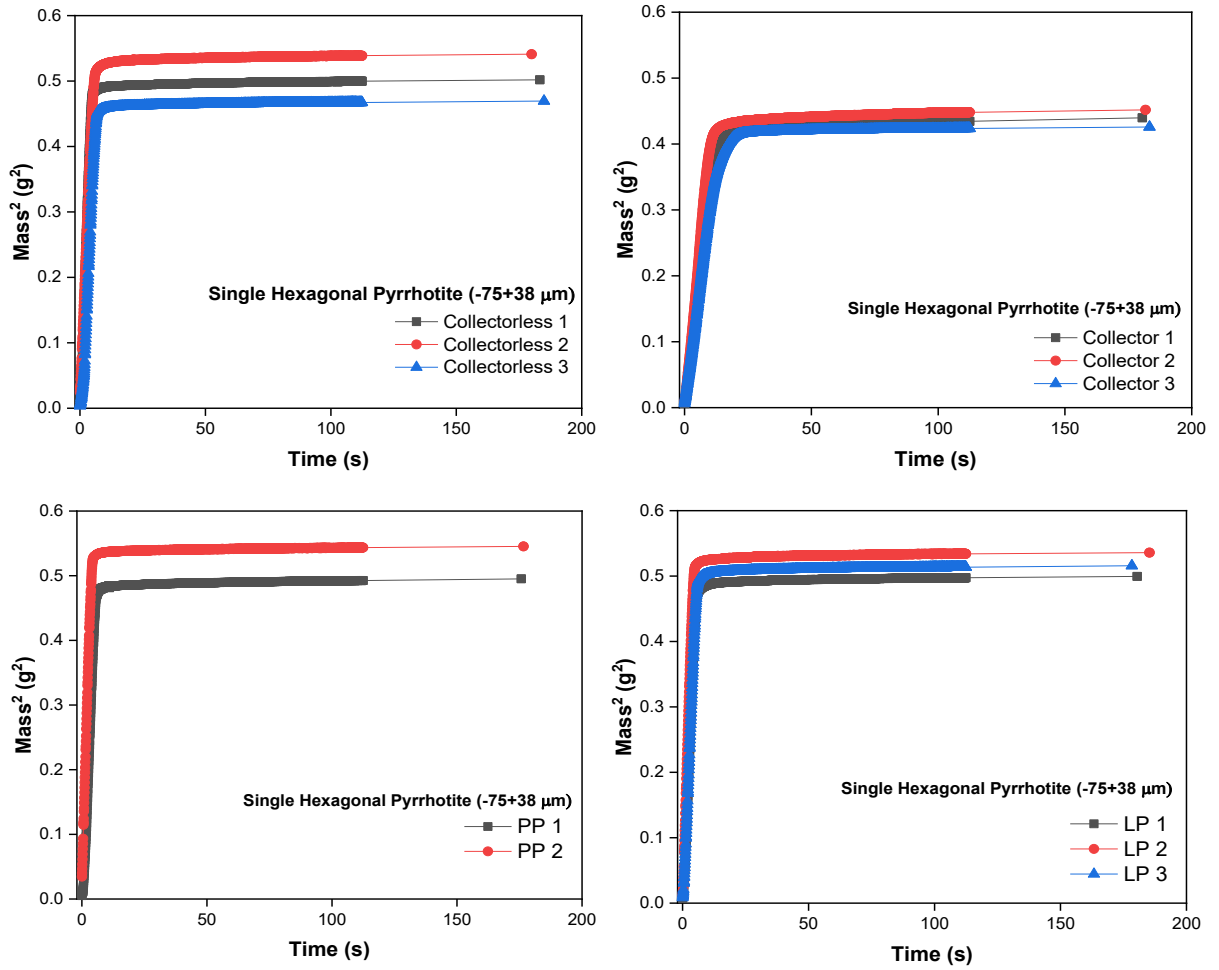 0.6
0.5
0.4
0.3
0.2
0.1
0.0
Mass² (g²)
Single Hexagonal Pyrrhotite (-75+38 μm)
Collectorless 1
Collectorless 2
Collectorless 3
0 50 100 150 200
Time (s)
0.6
0.5
0.4
0.3
0.2
0.1
0.0
Mass² (g²)
Single Hexagonal Pyrrhotite (-75+38 μm)
Collector 1
Collector 2
Collector 3
0 50 100 150 200
Time (s)
0.6
0.5
0.4
0.3
0.2
0.1
0.0
Mass² (g²)
Single Hexagonal Pyrrhotite (-75+38 μm)
PP 1
PP 2
0 50 100 150 200
Time (s)
0.6
0.5
0.4
0.3
0.2
0.1
0.0
Mass² (g²)
Single Hexagonal Pyrrhotite (-75+38 μm)
LP 1
LP 2
LP 3
0 50 100 150 200
Time (s)